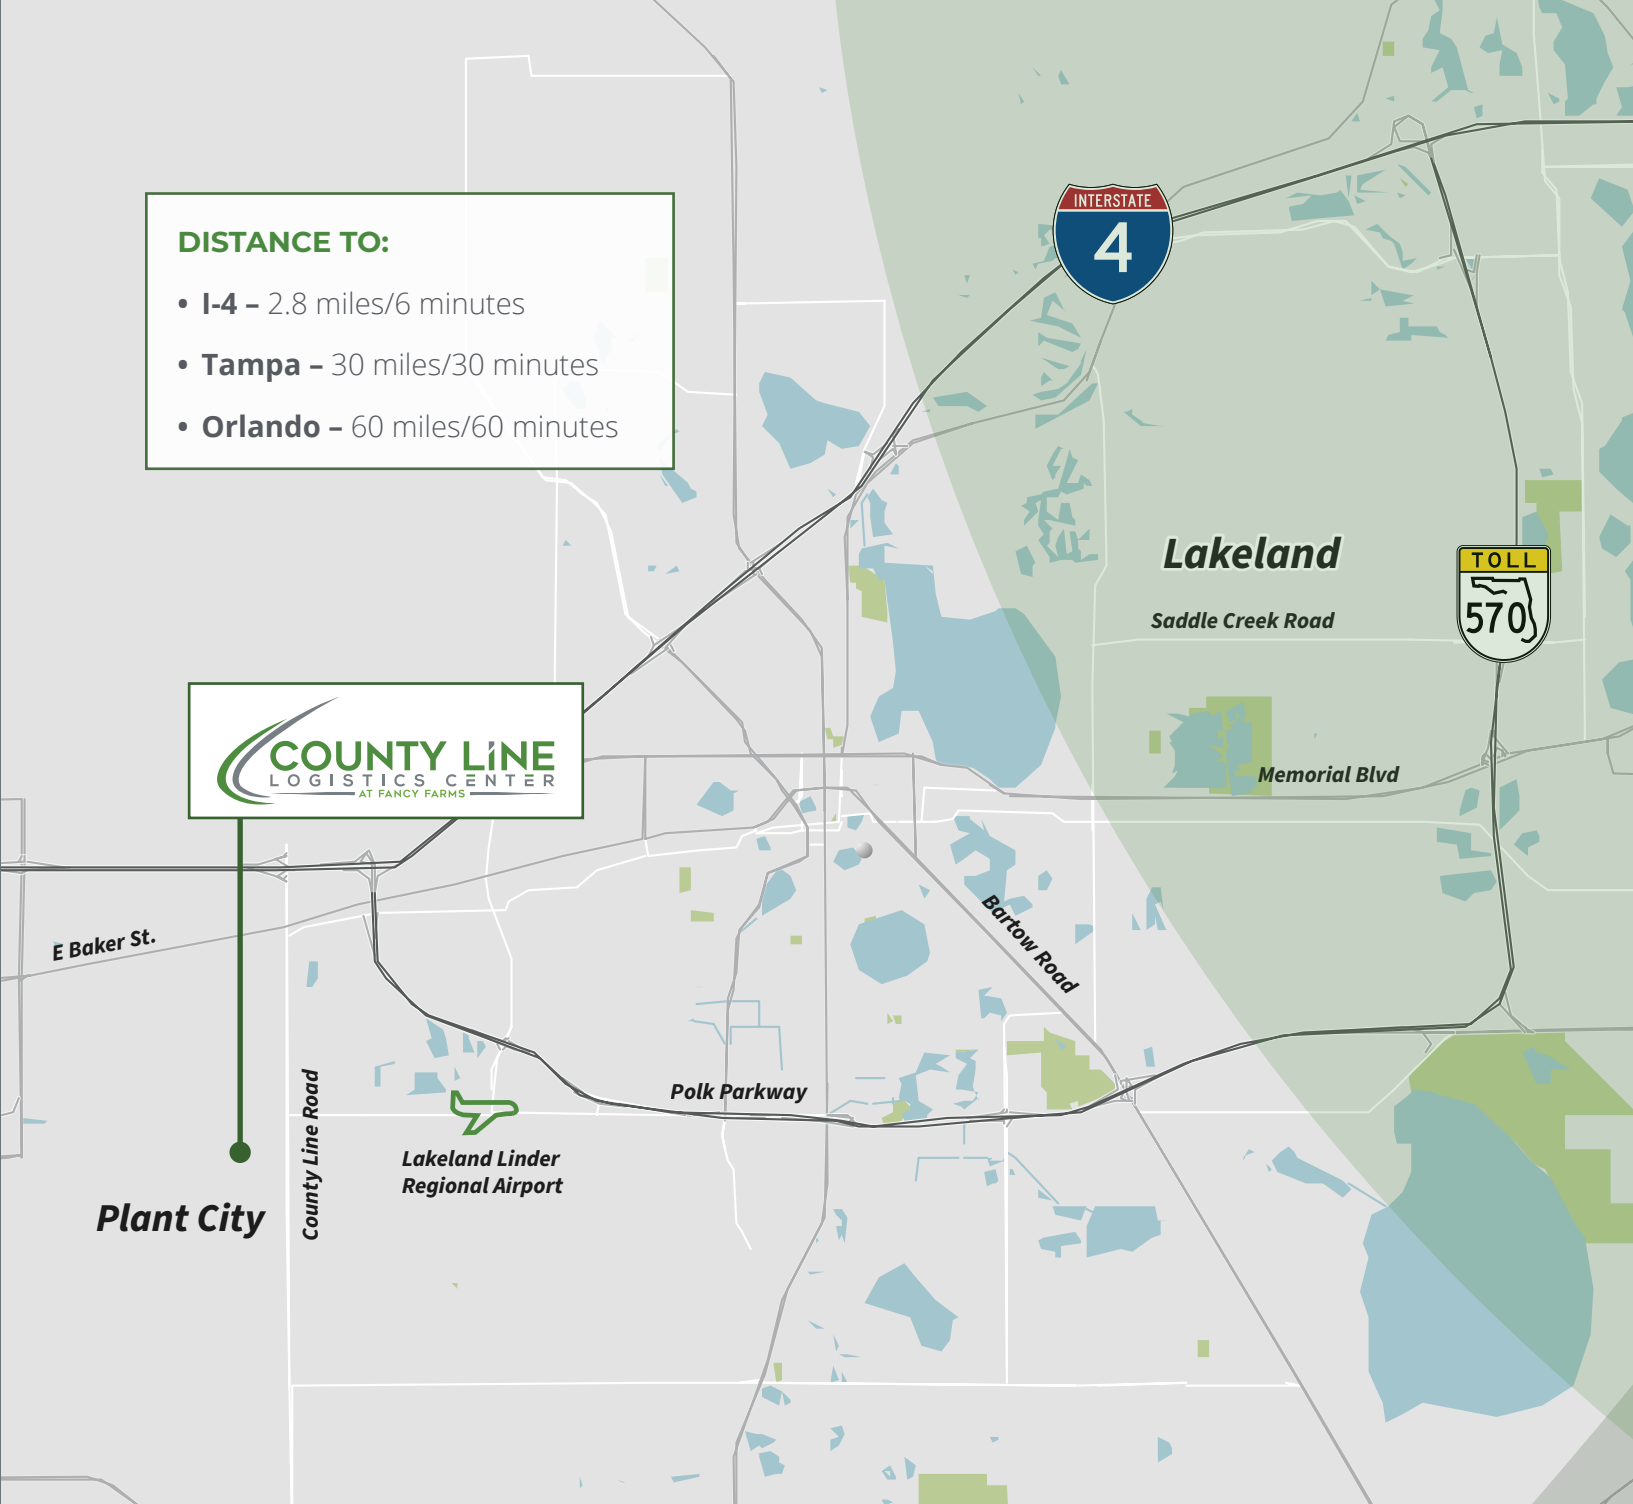 INTERSTATE
4
DISTANCE TO:
• I-4 – 2.8 miles/6 minutes
• Tampa – 30 miles/30 minutes
• Orlando – 60 miles/60 minutes
Lakeland
TOLL
570
Saddle Creek Road
COUNTY LINE
LOGISTICS CENTER
AT FANCY FARMS
Memorial Blvd
E Baker St.
Bartow Road
Polk Parkway
County Line Road
Lakeland Linder
Regional Airport
Plant City